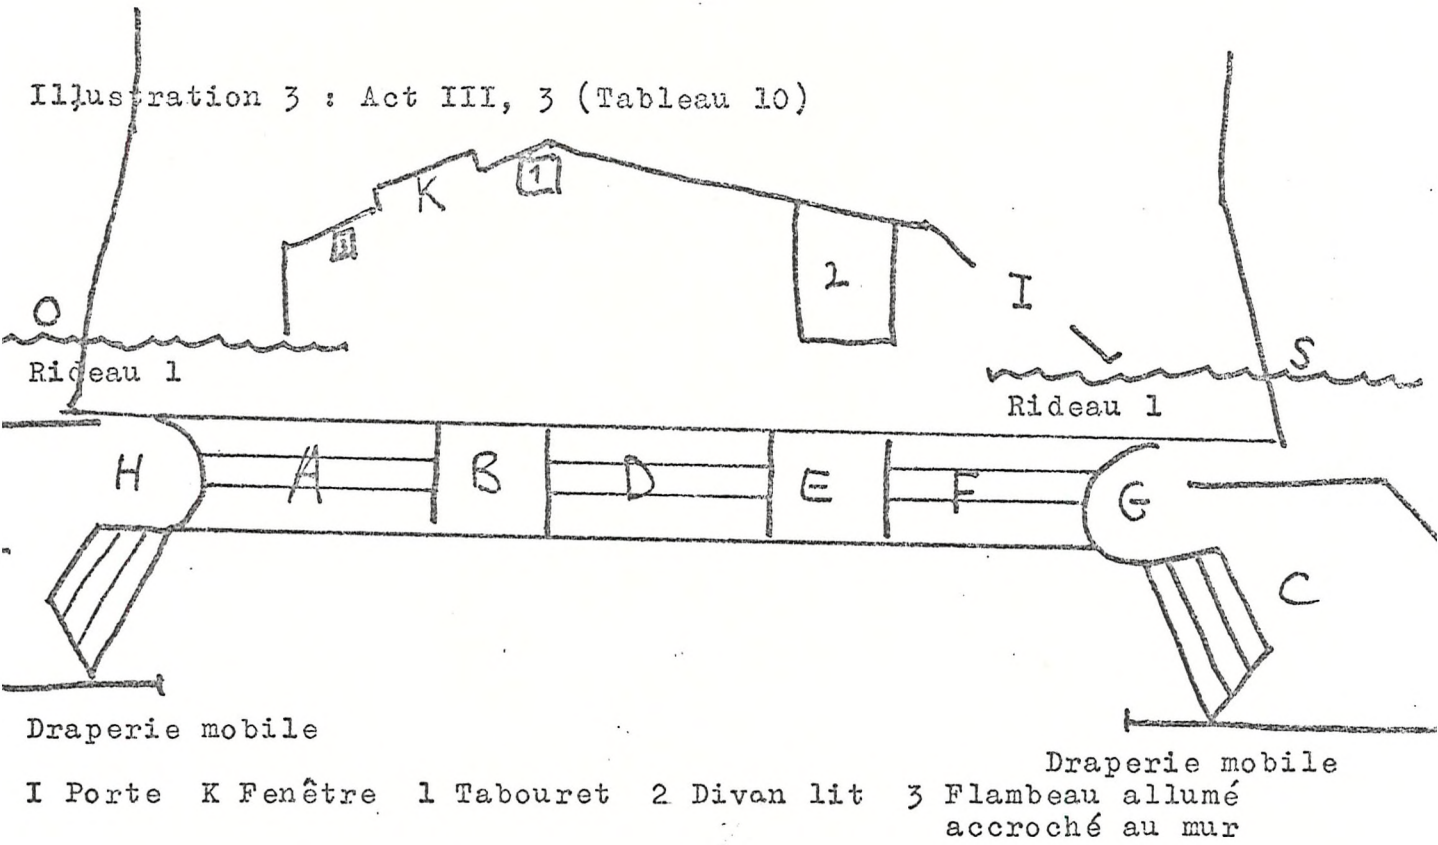 Illustration 3 : Act III, 3 (Tableau 10)
K
1
3
2
I
O
S
Rideau 1
Rideau 1
H A B D E F G
C
Draperie mobile
Draperie mobile
I Porte K Fenêtre 1 Tabouret 2 Divan lit 3 Flambeau allumé
accroché au mur